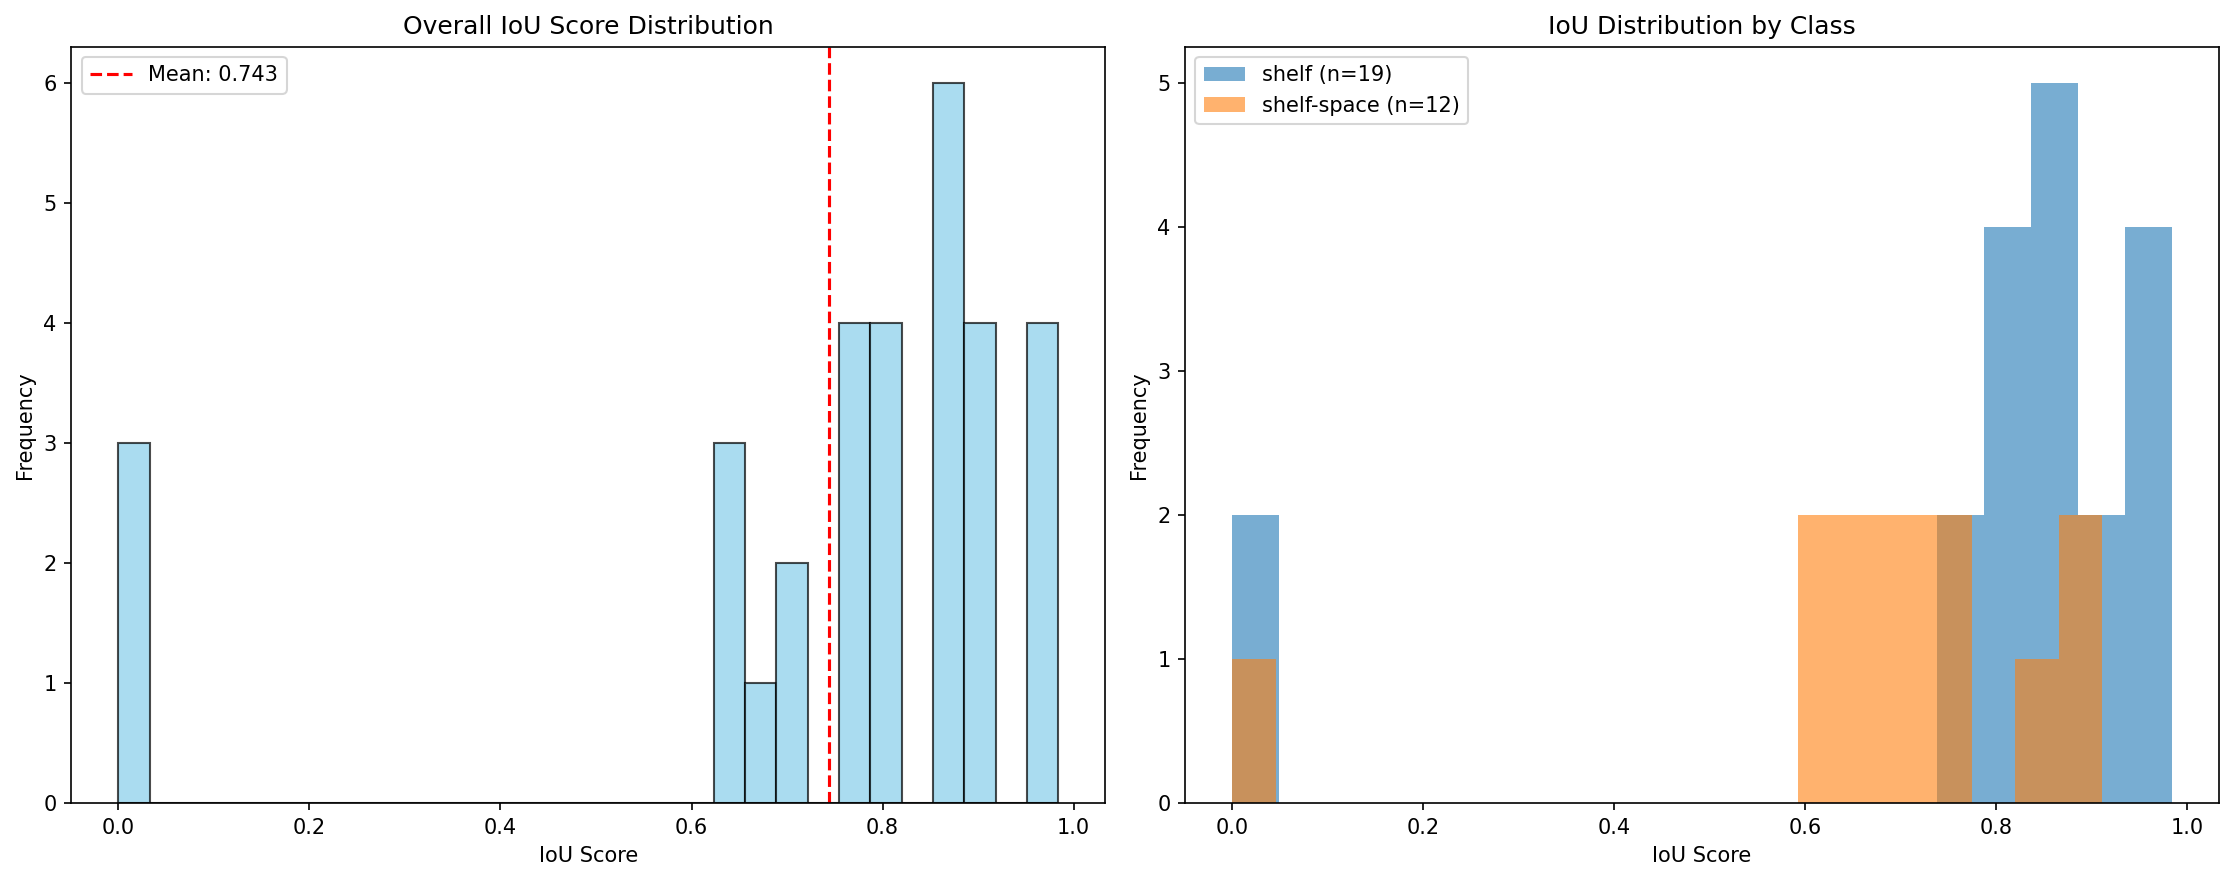 Overall IoU Score Distribution
Mean: 0.743
Frequency
6
5
4
3
2
1
0
0.0 0.2 0.4 0.6 0.8 1.0
IoU Score
IoU Distribution by Class
shelf (n=19)
shelf-space (n=12)
Frequency
5
4
3
2
1
0
0.0 0.2 0.4 0.6 0.8 1.0
IoU Score